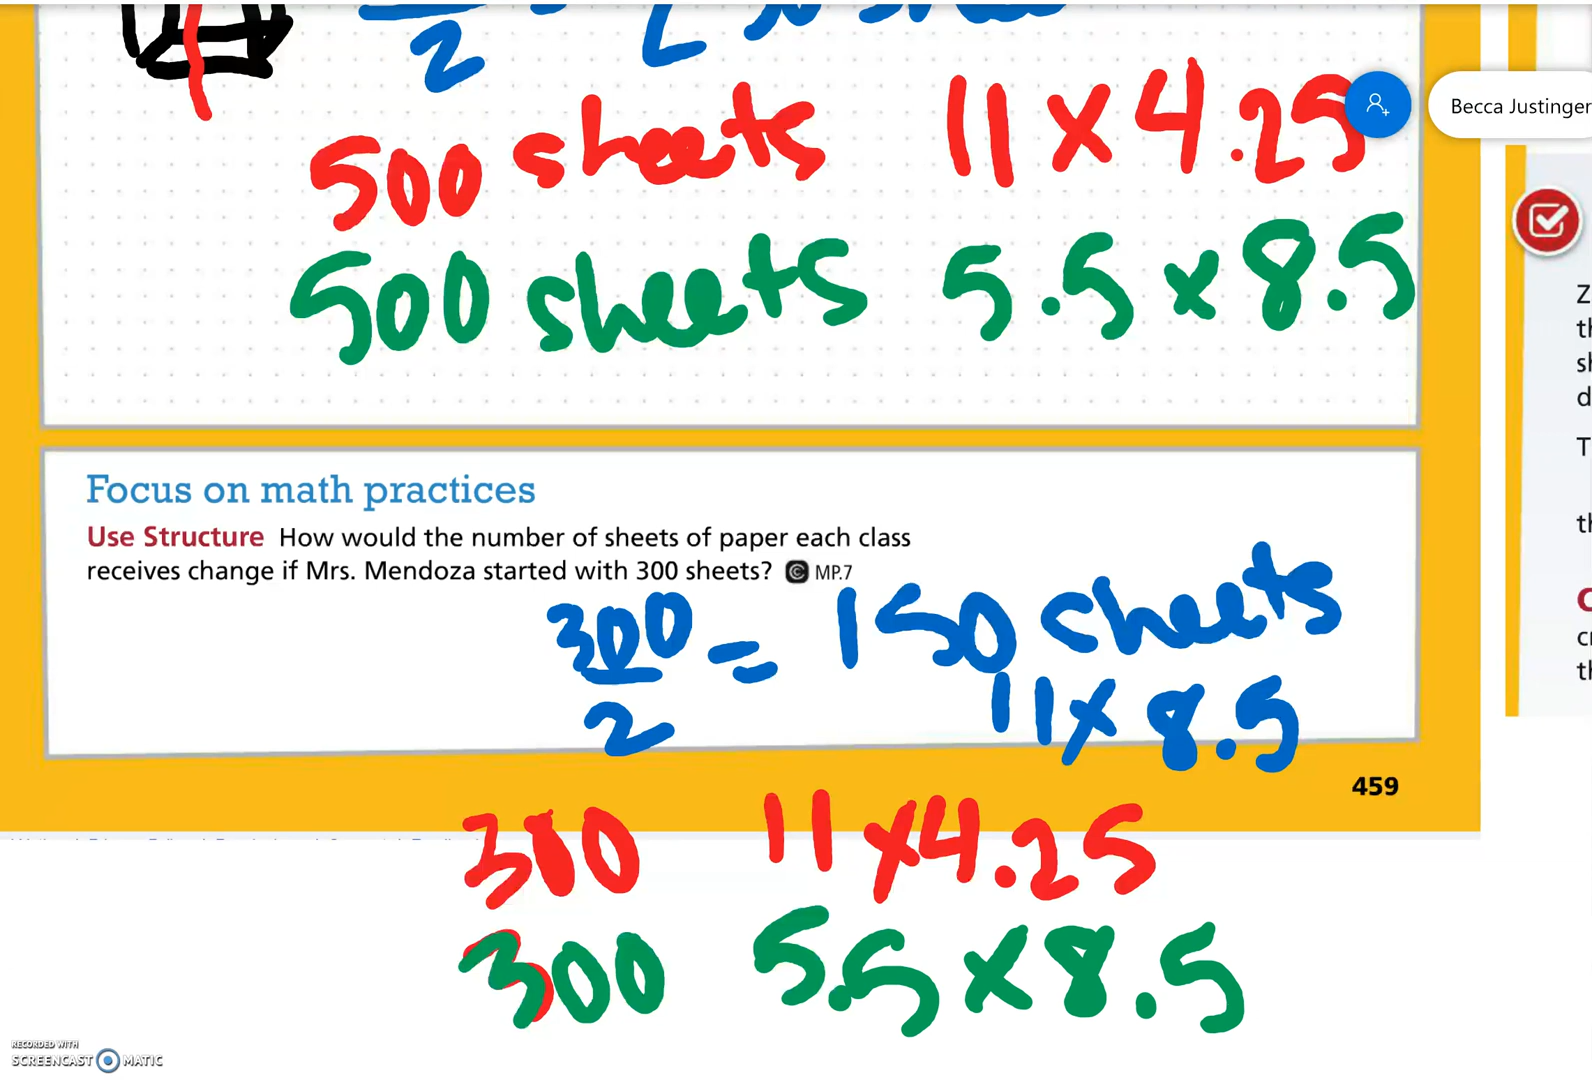 2
500 sheets 11 x 4.25
Becca Justinger
500 sheets 5.5 x 8.5
Focus on math practices
Use Structure How would the number of sheets of paper each class
receives change if Mrs. Mendoza started with 300 sheets? C MP.7
300
2
= 150 sheets
11 x 8.5
459
300 11 x 4.25
300 5.5 x 8.5
RECORDED WITH
SCREENCAST MATIC